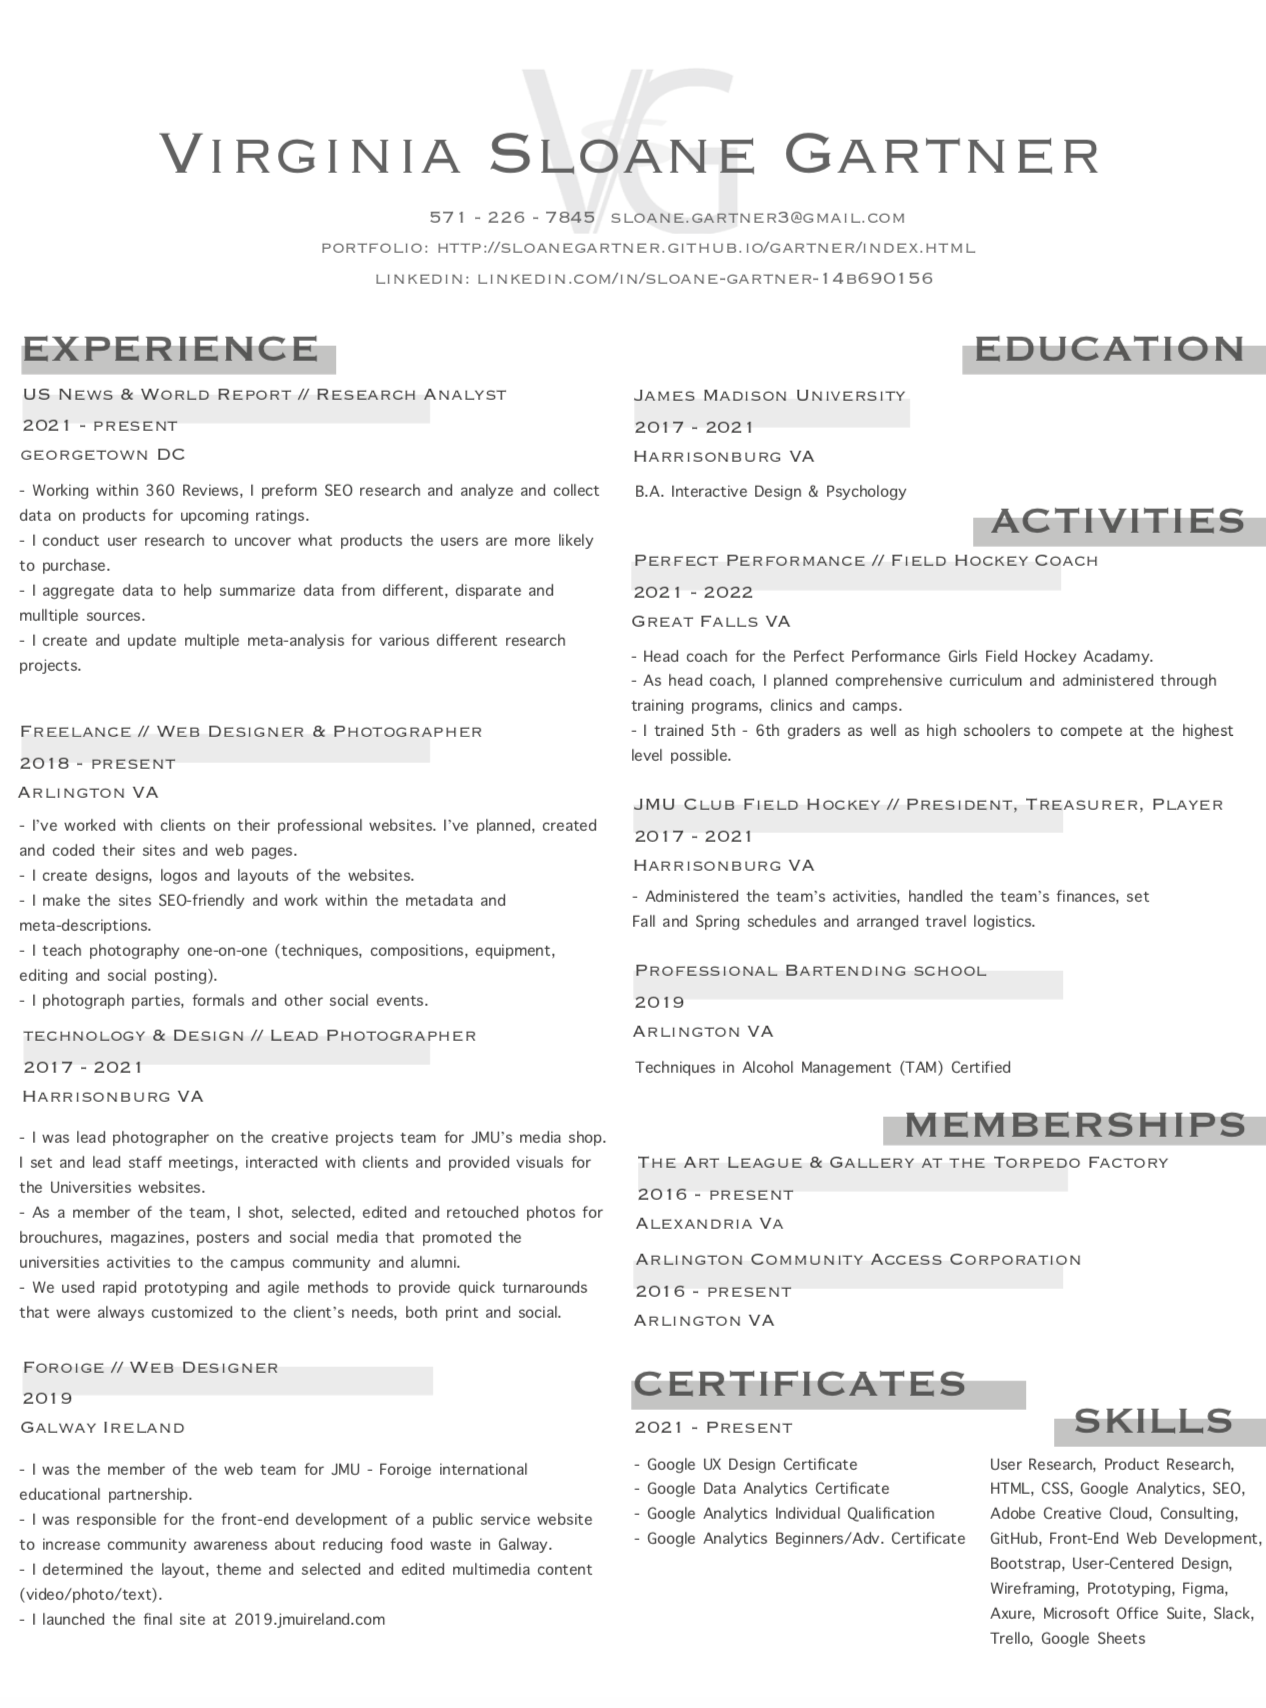 VSG
Virginia Sloane Gartner
571 - 226 - 7845 sloane.gartner3@gmail.com
portfolio: http://sloanegartner.github.io/gartner/index.html
linkedin: linkedin.com/in/sloane-gartner-14b690156
EXPERIENCE
US News & World Report // Research Analyst
2021 - present
georgetown DC
- Working within 360 Reviews, I preform SEO research and analyze and collect
data on products for upcoming ratings.
- I conduct user research to uncover what products the users are more likely
to purchase.
- I aggregate data to help summarize data from different, disparate and
mulltiple sources.
- I create and update multiple meta-analysis for various different research
projects.
Freelance // Web Designer & Photographer
2018 - present
Arlington VA
- I've worked with clients on their professional websites. I've planned, created
and coded their sites and web pages.
- I create designs, logos and layouts of the websites.
- I make the sites SEO-friendly and work within the metadata and
meta-descriptions.
- I teach photography one-on-one (techniques, compositions, equipment,
editing and social posting).
- I photograph parties, formals and other social events.
technology & Design // Lead Photographer
2017 - 2021
Harrisonburg VA
- I was lead photographer on the creative projects team for JMU's media shop.
I set and lead staff meetings, interacted with clients and provided visuals for
the Universities websites.
- As a member of the team, I shot, selected, edited and retouched photos for
brouchures, magazines, posters and social media that promoted the
universities activities to the campus community and alumni.
- We used rapid prototyping and agile methods to provide quick turnarounds
that were always customized to the client's needs, both print and social.
Foroige // Web Designer
2019
Galway Ireland
- I was the member of the web team for JMU - Foroige international
educational partnership.
- I was responsible for the front-end development of a public service website
to increase community awareness about reducing food waste in Galway.
- I determined the layout, theme and selected and edited multimedia content
(video/photo/text).
- I launched the final site at 2019.jmuireland.com
EDUCATION
James Madison University
2017 - 2021
Harrisonburg VA
B.A. Interactive Design & Psychology
ACTIVITIES
Perfect Performance // Field Hockey Coach
2021 - 2022
Great Falls VA
- Head coach for the Perfect Performance Girls Field Hockey Acadamy.
- As head coach, I planned comprehensive curriculum and administered through
training programs, clinics and camps.
- I trained 5th - 6th graders as well as high schoolers to compete at the highest
level possible.
JMU Club Field Hockey // President, Treasurer, Player
2017 - 2021
Harrisonburg VA
- Administered the team's activities, handled the team's finances, set
Fall and Spring schedules and arranged travel logistics.
Professional Bartending school
2019
Arlington VA
Techniques in Alcohol Management (TAM) Certified
MEMBERSHIPS
The Art League & Gallery at the Torpedo Factory
2016 - present
Alexandria Va
Arlington Community Access Corporation
2016 - present
Arlington VA
CERTIFICATES
2021 - Present
- Google UX Design Certificate
- Google Data Analytics Certificate
- Google Analytics Individual Qualification
- Google Analytics Beginners/Adv. Certificate
SKILLS
User Research, Product Research,
HTML, CSS, Google Analytics, SEO,
Adobe Creative Cloud, Consulting,
GitHub, Front-End Web Development,
Bootstrap, User-Centered Design,
Wireframing, Prototyping, Figma,
Axure, Microsoft Office Suite, Slack,
Trello, Google Sheets